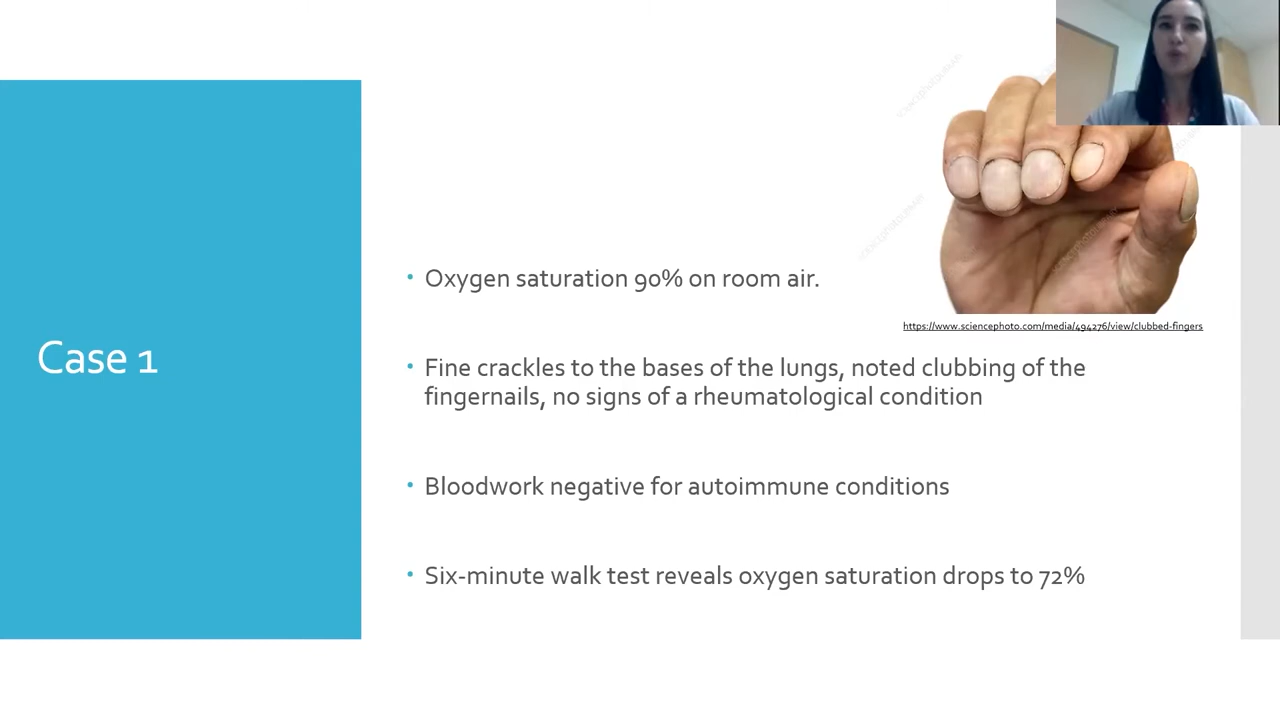 Case 1
https://www.sciencephoto.com/media/494276/view/clubbed-fingers
• Oxygen saturation 90% on room air.
• Fine crackles to the bases of the lungs, noted clubbing of the
fingernails, no signs of a rheumatological condition
• Bloodwork negative for autoimmune conditions
• Six-minute walk test reveals oxygen saturation drops to 72%